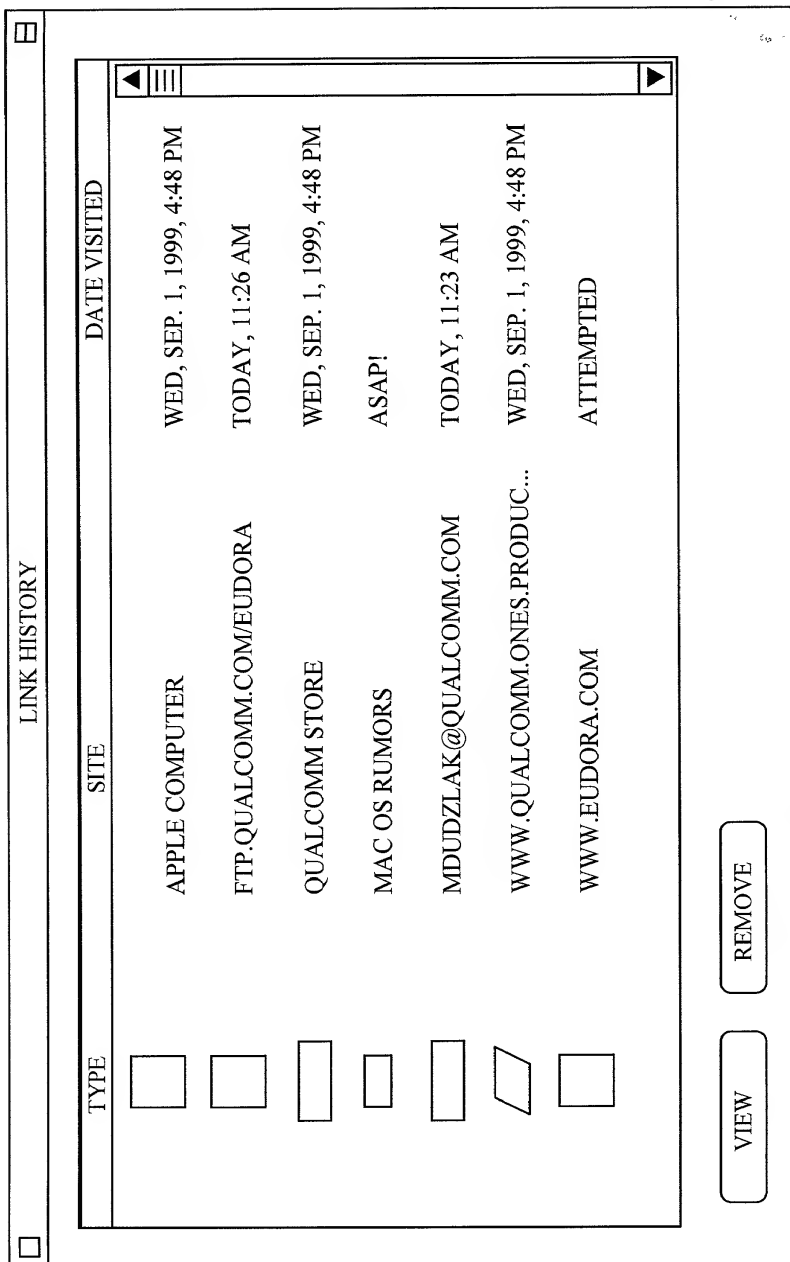 LINK HISTORY
TYPE SITE DATE VISITED
APPLE COMPUTER WED, SEP. 1, 1999, 4:48 PM
FTP.QUALCOMM.COM/EUDORA TODAY, 11:26 AM
QUALCOMM STORE WED, SEP. 1, 1999, 4:48 PM
MAC OS RUMORS ASAP!
MDUDZLAK@QUALCOMM.COM TODAY, 11:23 AM
WWW.QUALCOMM.ONES.PRODUC... WED, SEP. 1, 1999, 4:48 PM
WWW.EUDORA.COM ATTEMPTED
VIEW REMOVE